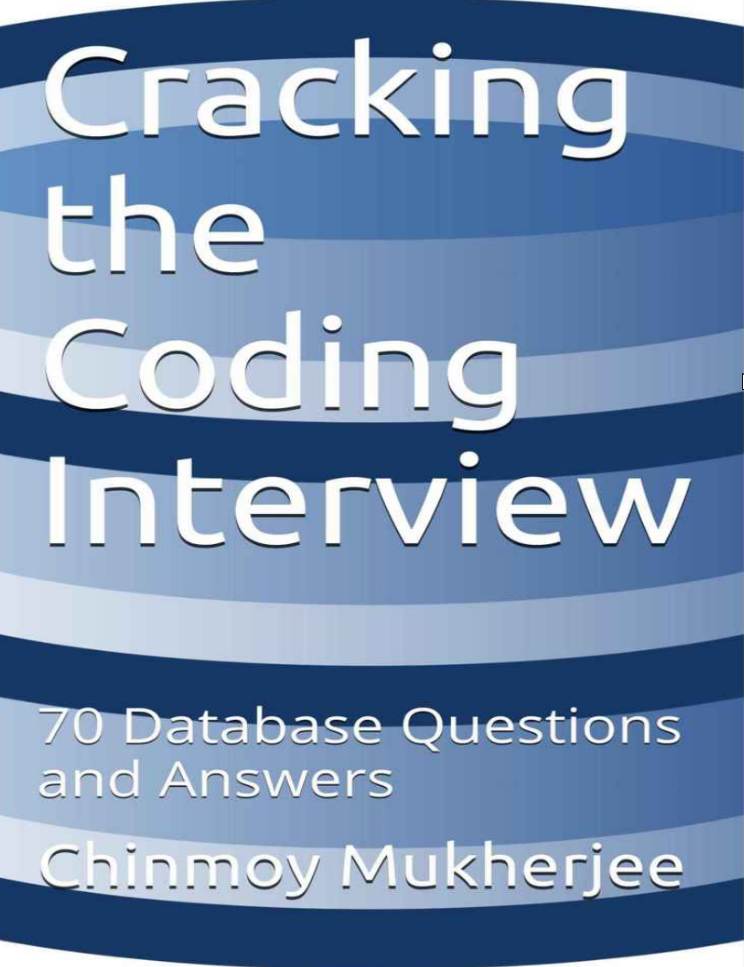 Cracking
the
Coding
Interview
70 Database Questions
and Answers
Chinmoy Mukherjee